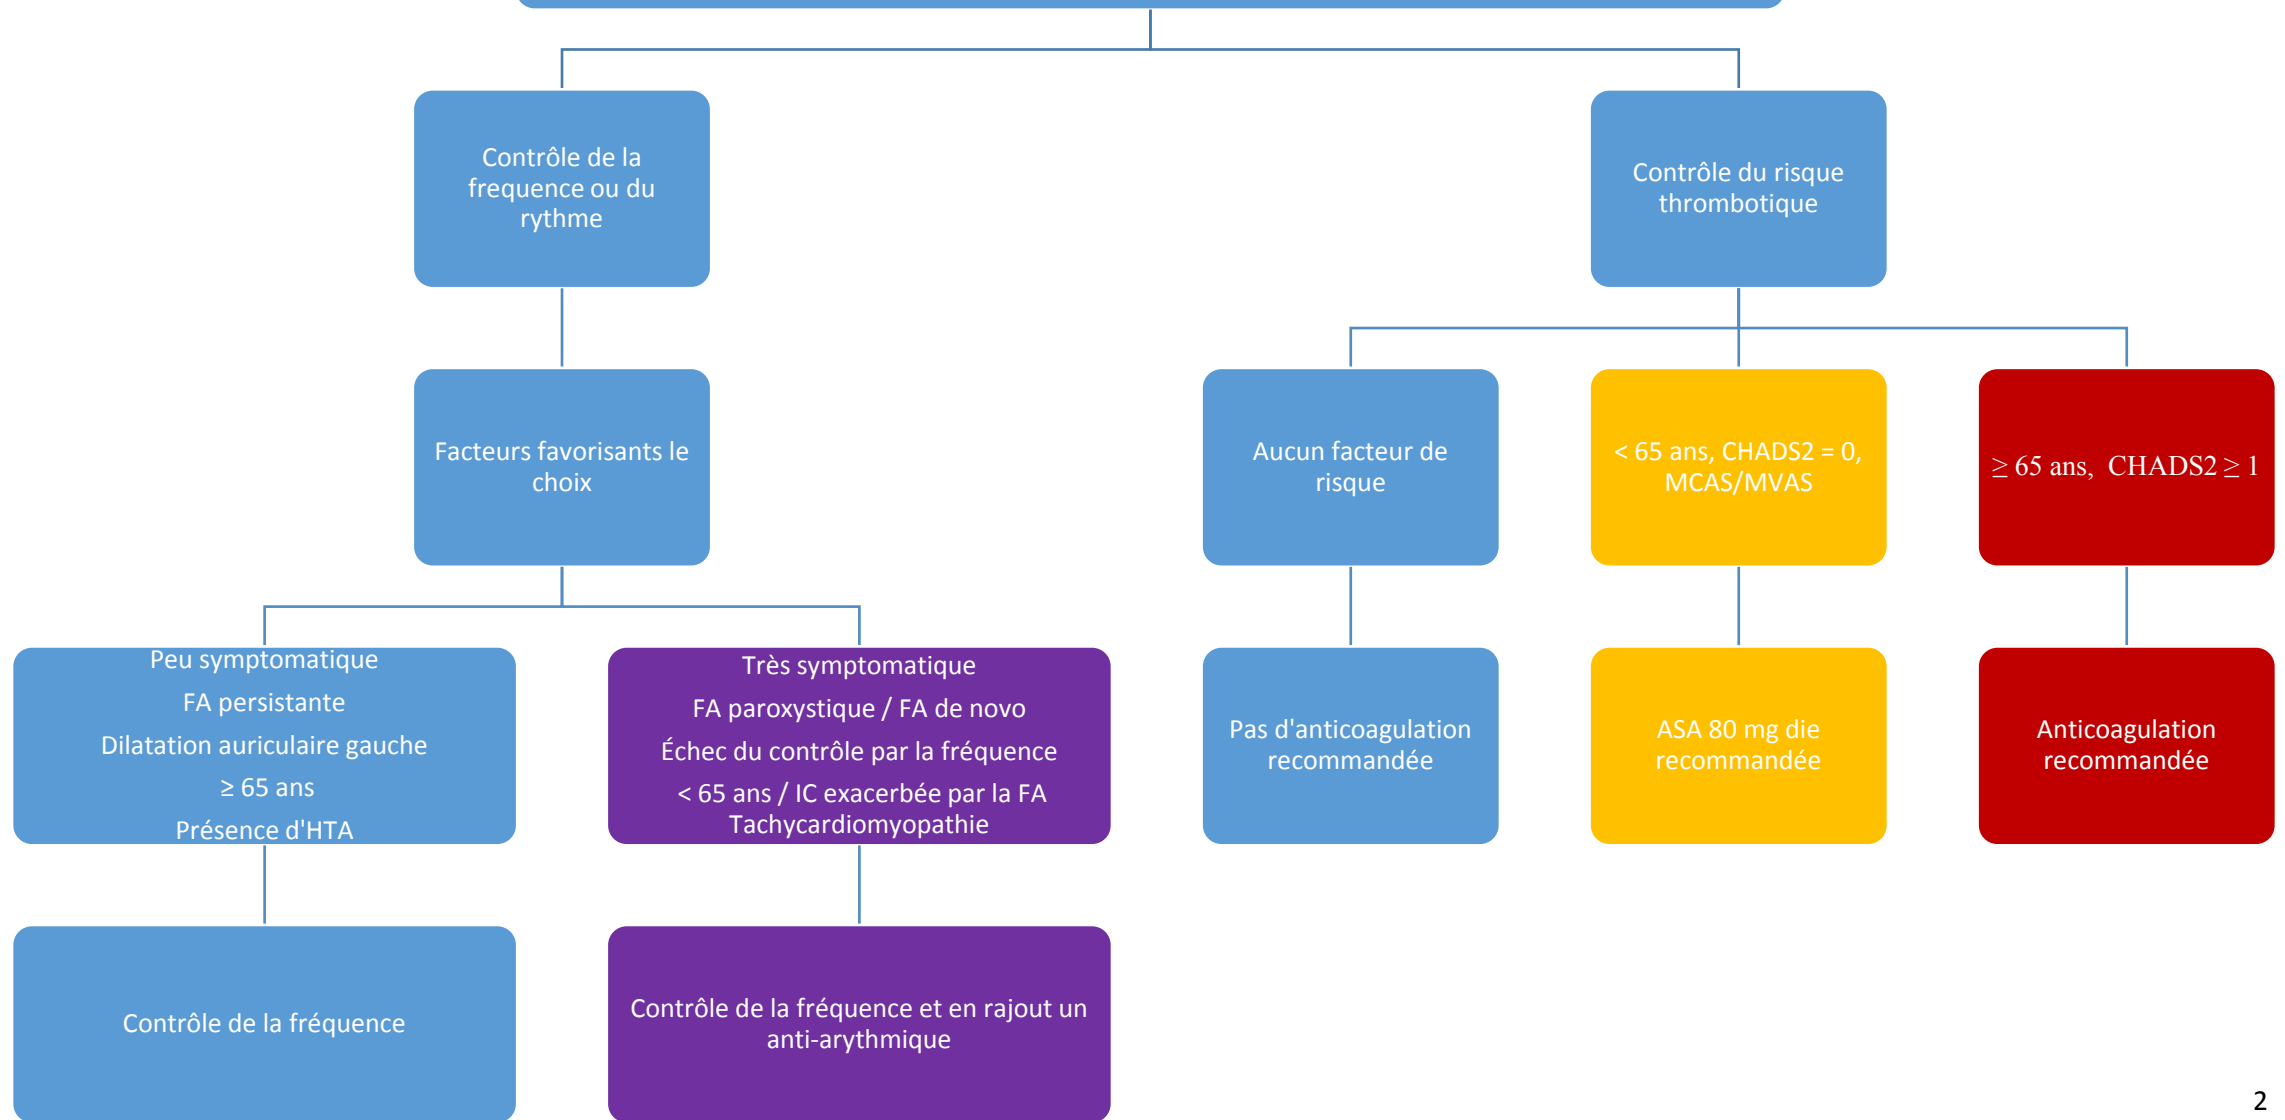 Contrôle de la
frequence ou du
rythme
Contrôle du risque
thrombotique
Facteurs favorisants le
choix
Aucun facteur de
risque
< 65 ans, CHADS2 = 0,
MCAS/MVAS
≥ 65 ans, CHADS2 ≥ 1
Peu symptomatique
FA persistante
Dilatation auriculaire gauche
≥ 65 ans
Présence d'HTA
Très symptomatique
FA paroxystique / FA de novo
Échec du contrôle par la fréquence
< 65 ans / IC exacerbée par la FA
Tachycardiomyopathie
Pas d'anticoagulation
recommandée
ASA 80 mg die
recommandée
Anticoagulation
recommandée
Contrôle de la fréquence
Contrôle de la fréquence et en rajout un
anti-arythmique
2